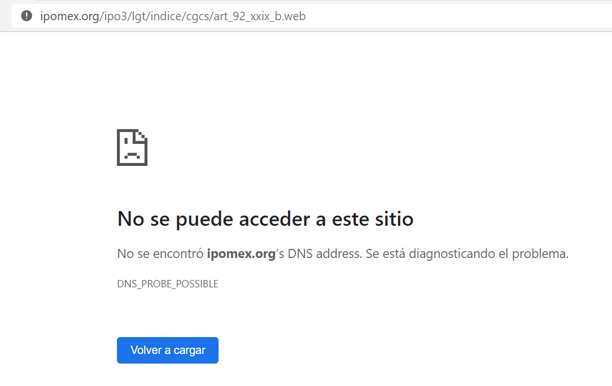 ipomex.org/ipo3/lgt/indice/cgcs/art_92_xxix_b.web
No se puede acceder a este sitio
No se encontró ipomex.org's DNS address. Se está diagnosticando el problema.
DNS_PROBE_POSSIBLE
Volver a cargar